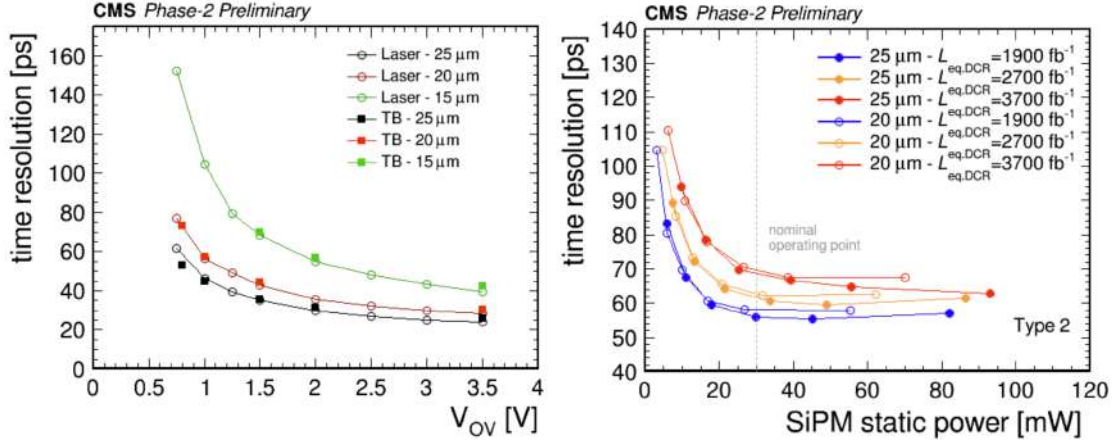 CMS Phase-2 Preliminary
time resolution [ps]
160
140
120
100
80
60
40
20
0
0 0.5 1 1.5 2 2.5 3 3.5 4
V_OV [V]
Laser - 25 μm
Laser - 20 μm
Laser - 15 μm
TB - 25 μm
TB - 20 μm
TB - 15 μm
CMS Phase-2 Preliminary
time resolution [ps]
140
130
120
110
100
90
80
70
60
50
40
0 20 40 60 80 100 120
SiPM static power [mW]
25 μm - L_eq.DCR=1900 fb⁻¹
25 μm - L_eq.DCR=2700 fb⁻¹
25 μm - L_eq.DCR=3700 fb⁻¹
20 μm - L_eq.DCR=1900 fb⁻¹
20 μm - L_eq.DCR=2700 fb⁻¹
20 μm - L_eq.DCR=3700 fb⁻¹
nominal
operating point
Type 2